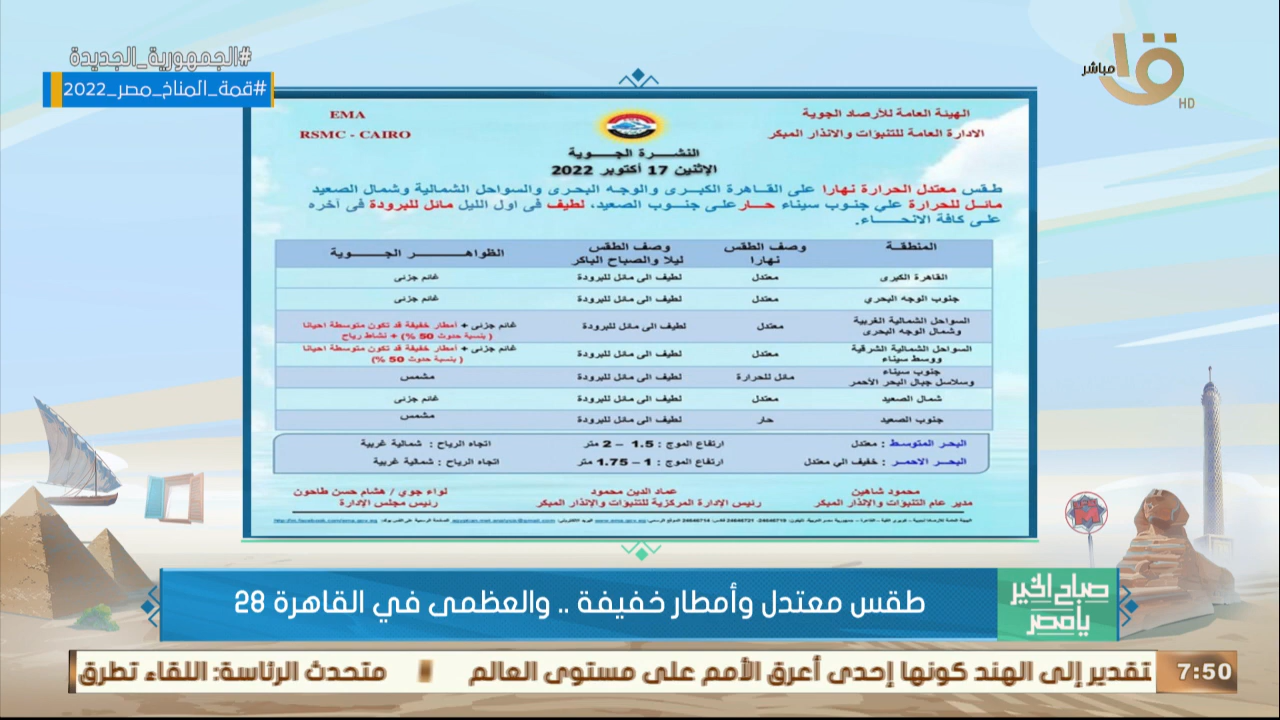 #الجمهورية_الجديدة
#قمة_المناخ_مصر_2022
مباشر
HD
الهيئة العامة للأرصاد الجوية
الادارة العامة للتنبؤات والانذار المبكر
EMA
RSMC - CAIRO
النشرة الجوية
الإثنين 17 أكتوبر 2022
طقس معتدل الحرارة نهارا على القاهرة الكبرى والوجه البحرى والسواحل الشمالية وشمال الصعيد
مائل للحرارة علي جنوب سيناء حار على جنوب الصعيد، لطيف فى اول الليل مائل للبرودة فى آخره
على كافة الانحاء.
المنطقة وصف الطقس نهارا وصف الطقس ليلا والصباح الباكر الظواهر الجوية
القاهرة الكبرى معتدل لطيف الى مائل للبرودة غائم جزئى
جنوب الوجه البحري معتدل لطيف الى مائل للبرودة غائم جزئى
السواحل الشمالية الغربية وشمال الوجه البحرى معتدل لطيف الى مائل للبرودة غائم جزئى + أمطار خفيفة قد تكون متوسطة احيانا ( بنسبة حدوث 50 %) + نشاط رياح
السواحل الشمالية الشرقية ووسط سيناء معتدل لطيف الى مائل للبرودة غائم جزئى + أمطار خفيفة قد تكون متوسطة احيانا ( بنسبة حدوث 50 %)
جنوب سيناء وسلاسل جبال البحر الأحمر مائل للحرارة لطيف الى مائل للبرودة مشمس
شمال الصعيد معتدل لطيف الى مائل للبرودة غائم جزئى
جنوب الصعيد حار لطيف الى مائل للبرودة مشمس
البحر المتوسط : معتدل ارتفاع الموج : 1.5 – 2 متر اتجاه الرياح : شمالية غربية
البحر الاحمر : خفيف الي معتدل ارتفاع الموج : 1 – 1.75 متر اتجاه الرياح : شمالية غربية
محمود شاهين عماد الدين محمود لواء جوي / هشام حسن طاحون
مدير عام التنبوات والإنذار المبكر رئيس الإدارة المركزية للتنبوات والإنذار المبكر رئيس مجلس الإدارة
صباح الخير
يا مصر
طقس معتدل وأمطار خفيفة .. والعظمى في القاهرة 28
7:50
تقدير إلى الهند كونها إحدى أعرق الأمم على مستوى العالم متحدث الرئاسة: اللقاء تطرق